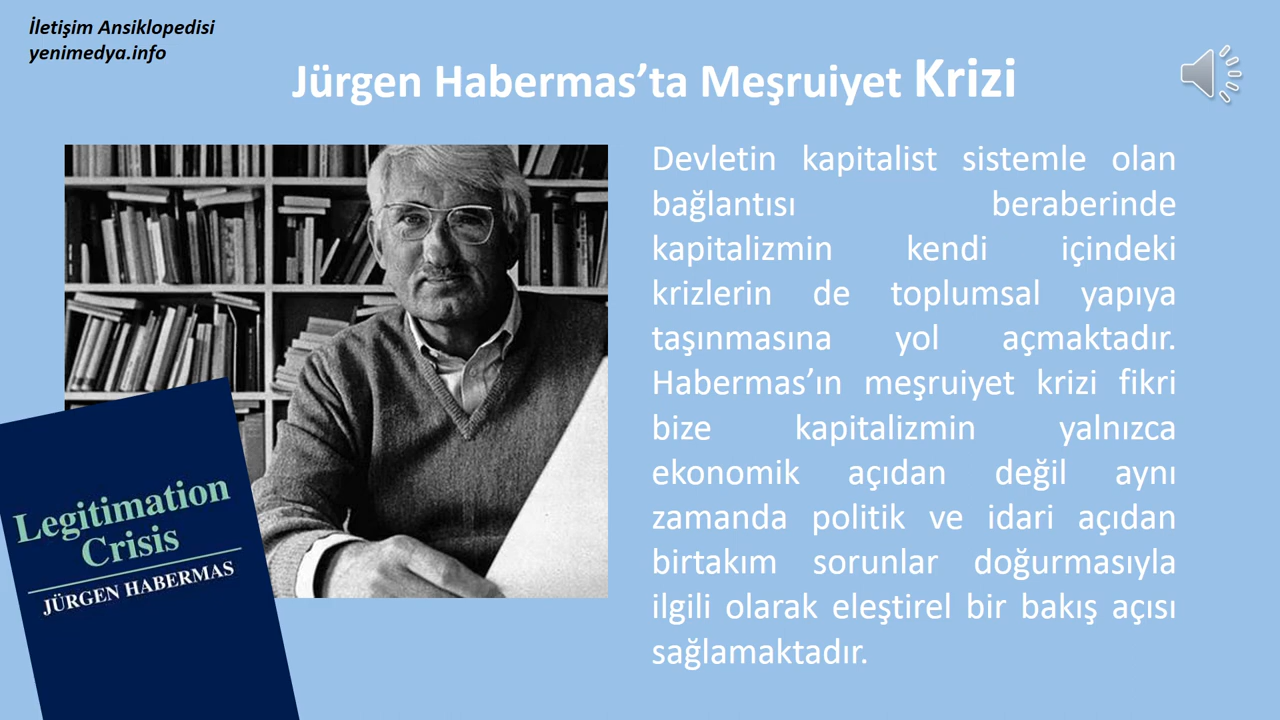 İletişim Ansiklopedisi
yenimedya.info
Jürgen Habermas’ta Meşruiyet Krizi
Devletin kapitalist sistemle olan
bağlantısı beraberinde
kapitalizmin kendi içindeki
krizlerin de toplumsal yapıya
taşınmasına yol açmaktadır.
Habermas’ın meşruiyet krizi fikri
bize kapitalizmin yalnızca
ekonomik açıdan değil aynı
zamanda politik ve idari açıdan
birtakım sorunlar doğurmasıyla
ilgili olarak eleştirel bir bakış açısı
sağlamaktadır.
Legitimation
Crisis
JÜRGEN HABERMAS